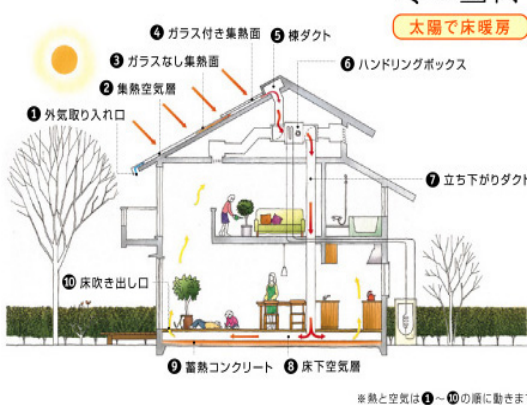 太陽で床暖房
❹ ガラス付き集熱面
❺ 棟ダクト
❸ ガラスなし集熱面
❻ ハンドリングボックス
❷ 集熱空気層
❶ 外気取り入れ口
❼ 立ち下がりダクト
❿ 床吹き出し口
❾ 蓄熱コンクリート
❽ 床下空気層
※熱と空気は❶〜❿の順に動きま